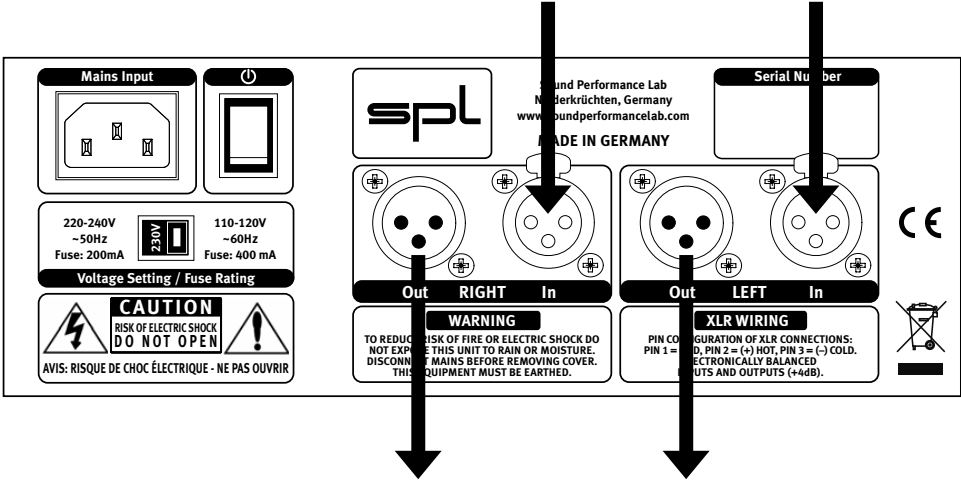 Mains Input
220-240V
~50Hz
Fuse: 200mA
230V
110-120V
~60Hz
Fuse: 400 mA
Voltage Setting / Fuse Rating
CAUTION
RISK OF ELECTRIC SHOCK
DO NOT OPEN
AVIS: RISQUE DE CHOC ÉLECTRIQUE - NE PAS OUVRIR
spl
Sound Performance Lab
Niederkrüchten, Germany
www.soundperformancelab.com
MADE IN GERMANY
Serial Number
Out RIGHT In
Out LEFT In
WARNING
TO REDUCE RISK OF FIRE OR ELECTRIC SHOCK DO
NOT EXPOSE THIS UNIT TO RAIN OR MOISTURE.
DISCONNECT MAINS BEFORE REMOVING COVER.
THIS EQUIPMENT MUST BE EARTHED.
XLR WIRING
PIN CONFIGURATION OF XLR CONNECTIONS:
PIN 1 = GND, PIN 2 = (+) HOT, PIN 3 = (–) COLD.
ELECTRONICALLY BALANCED
INPUTS AND OUTPUTS (+4dB).
CE